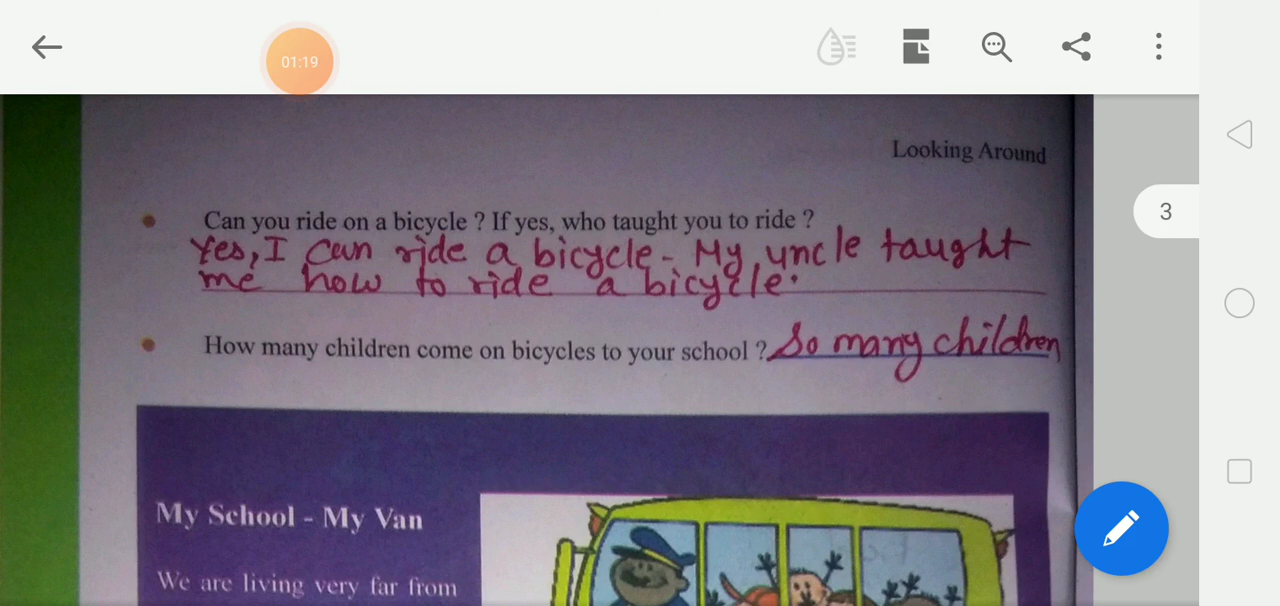 01:19
3
Looking Around
Can you ride on a bicycle ? If yes, who taught you to ride ?
Yes, I can ride a bicycle - My uncle taught
me how to ride a bicycle.
How many children come on bicycles to your school ? So many children
My School - My Van
We are living very far from